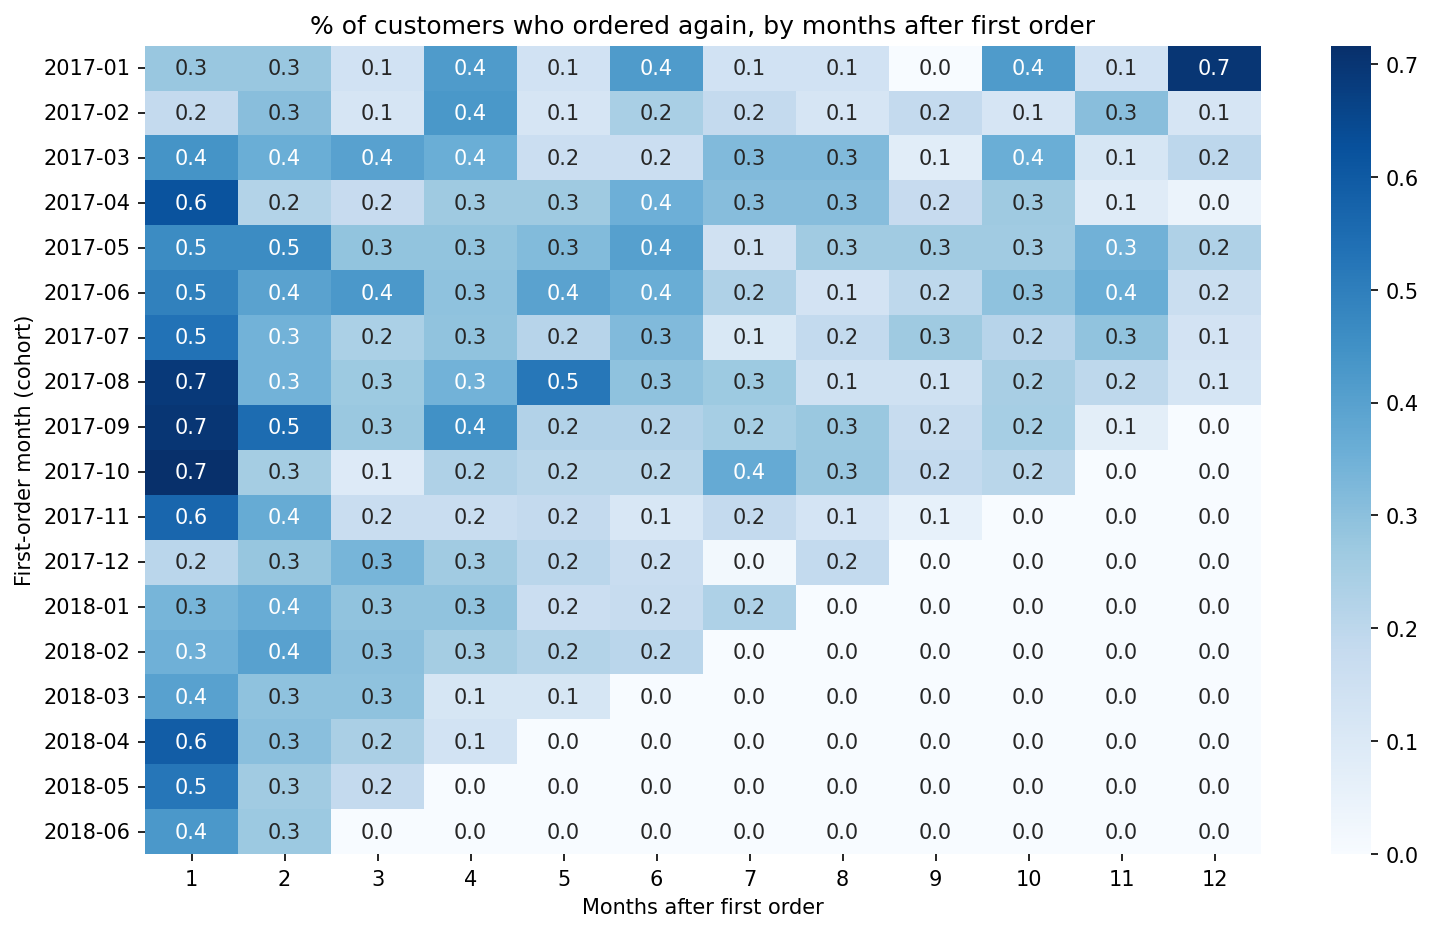 % of customers who ordered again, by months after first order
2017-01 0.3 0.3 0.1 0.4 0.1 0.4 0.1 0.1 0.0 0.4 0.1 0.7
2017-02 0.2 0.3 0.1 0.4 0.1 0.2 0.2 0.1 0.2 0.1 0.3 0.1
2017-03 0.4 0.4 0.4 0.4 0.2 0.2 0.3 0.3 0.1 0.4 0.1 0.2
2017-04 0.6 0.2 0.2 0.3 0.3 0.4 0.3 0.3 0.2 0.3 0.1 0.0
2017-05 0.5 0.5 0.3 0.3 0.3 0.4 0.1 0.3 0.3 0.3 0.3 0.2
2017-06 0.5 0.4 0.4 0.3 0.4 0.4 0.2 0.1 0.2 0.3 0.4 0.2
2017-07 0.5 0.3 0.2 0.3 0.2 0.3 0.1 0.2 0.3 0.2 0.3 0.1
2017-08 0.7 0.3 0.3 0.3 0.5 0.3 0.3 0.1 0.1 0.2 0.2 0.1
2017-09 0.7 0.5 0.3 0.4 0.2 0.2 0.2 0.3 0.2 0.2 0.1 0.0
2017-10 0.7 0.3 0.1 0.2 0.2 0.2 0.4 0.3 0.2 0.2 0.0 0.0
2017-11 0.6 0.4 0.2 0.2 0.2 0.1 0.2 0.1 0.1 0.0 0.0 0.0
2017-12 0.2 0.3 0.3 0.3 0.2 0.2 0.0 0.2 0.0 0.0 0.0 0.0
2018-01 0.3 0.4 0.3 0.3 0.2 0.2 0.2 0.0 0.0 0.0 0.0 0.0
2018-02 0.3 0.4 0.3 0.3 0.2 0.2 0.0 0.0 0.0 0.0 0.0 0.0
2018-03 0.4 0.3 0.3 0.1 0.1 0.0 0.0 0.0 0.0 0.0 0.0 0.0
2018-04 0.6 0.3 0.2 0.1 0.0 0.0 0.0 0.0 0.0 0.0 0.0 0.0
2018-05 0.5 0.3 0.2 0.0 0.0 0.0 0.0 0.0 0.0 0.0 0.0 0.0
2018-06 0.4 0.3 0.0 0.0 0.0 0.0 0.0 0.0 0.0 0.0 0.0 0.0
1 2 3 4 5 6 7 8 9 10 11 12
Months after first order
First-order month (cohort)
0.7
0.6
0.5
0.4
0.3
0.2
0.1
0.0